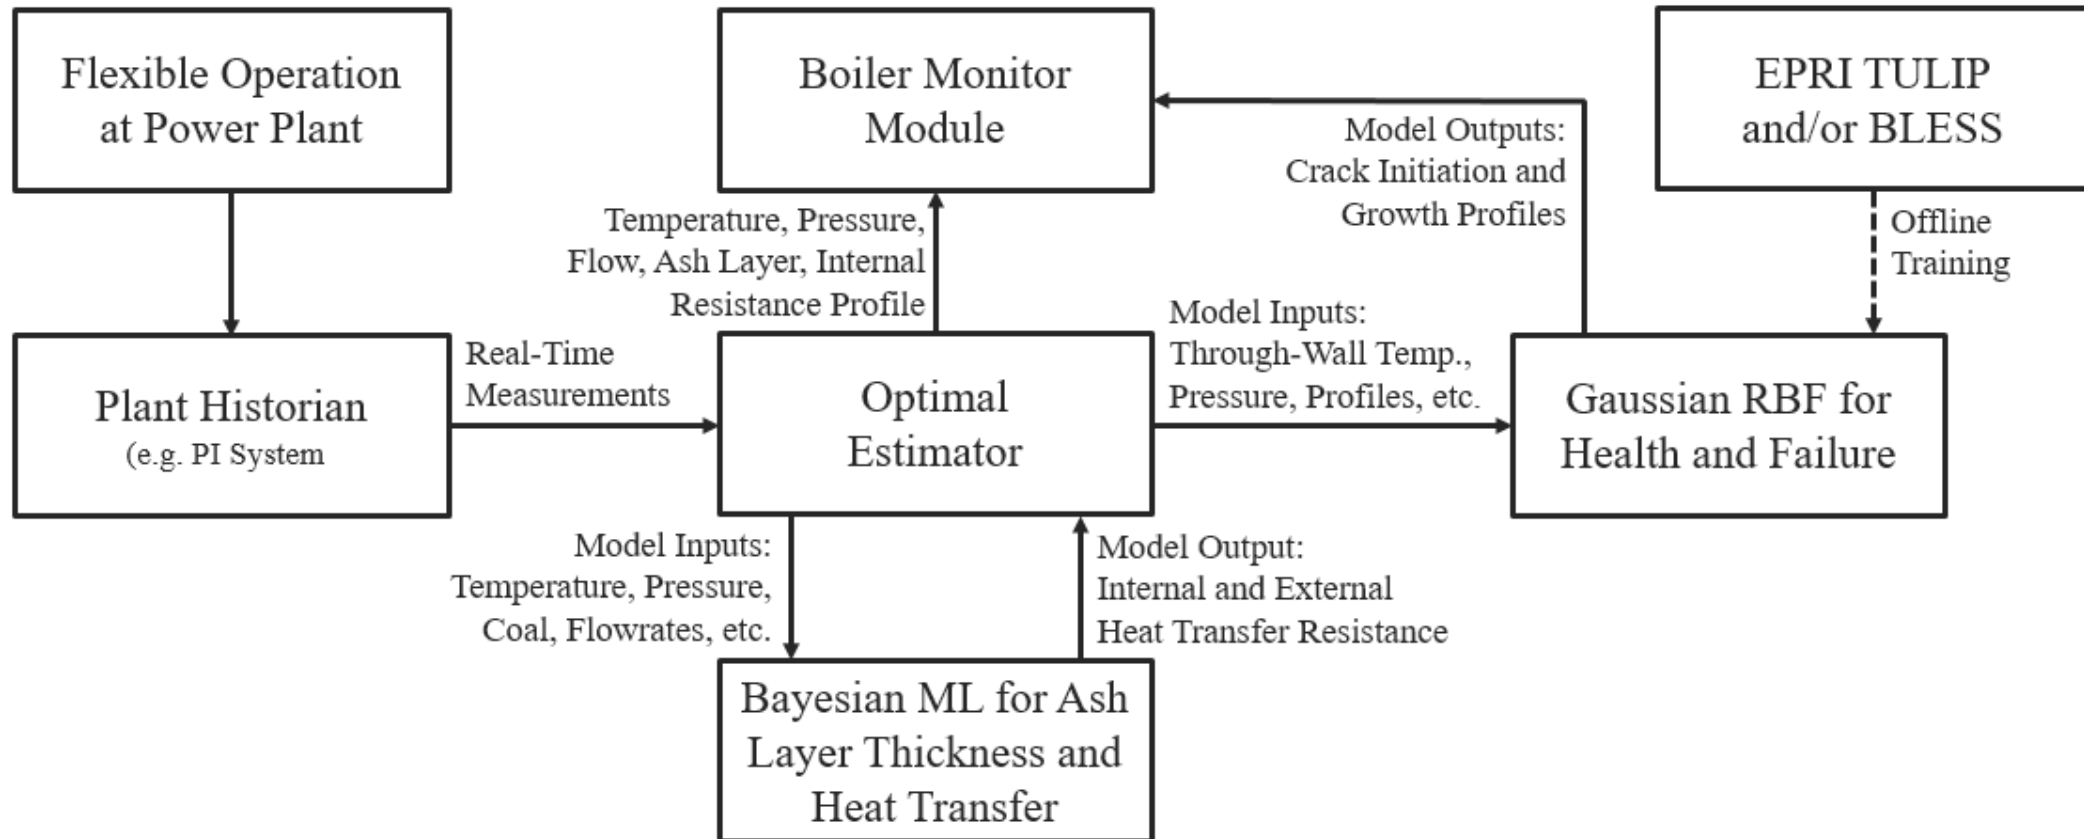 Flexible Operation
at Power Plant
Boiler Monitor
Module
EPRI TULIP
and/or BLESS
Model Outputs:
Crack Initiation and
Growth Profiles
Temperature, Pressure,
Flow, Ash Layer, Internal
Resistance Profile
Offline
Training
Plant Historian
(e.g. PI System
Real-Time
Measurements
Optimal
Estimator
Model Inputs:
Through-Wall Temp.,
Pressure, Profiles, etc.
Gaussian RBF for
Health and Failure
Model Inputs:
Temperature, Pressure,
Coal, Flowrates, etc.
Model Output:
Internal and External
Heat Transfer Resistance
Bayesian ML for Ash
Layer Thickness and
Heat Transfer